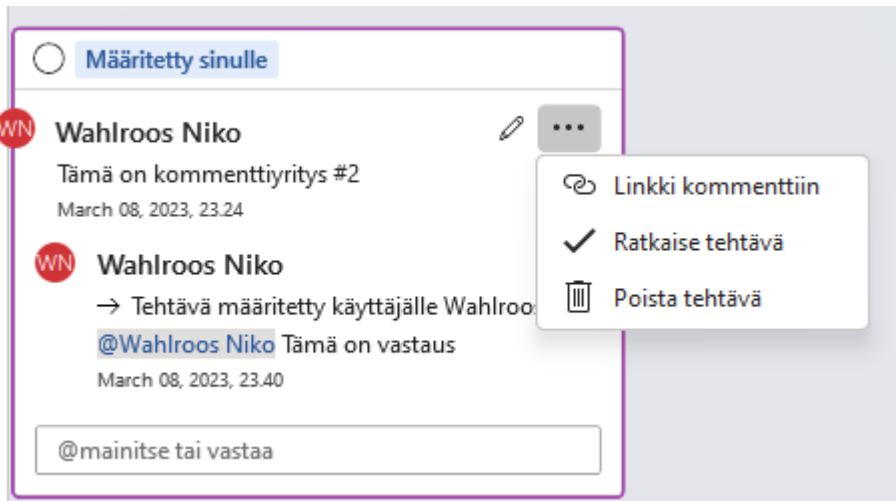 Määritetty sinulle
WN
Wahlroos Niko
Tämä on kommenttiyritys #2
March 08, 2023, 23.24
Linkki kommenttiin
Ratkaise tehtävä
Poista tehtävä
WN
Wahlroos Niko
→ Tehtävä määritetty käyttäjälle Wahlroo
@Wahlroos Niko Tämä on vastaus
March 08, 2023, 23.40
@mainitse tai vastaa